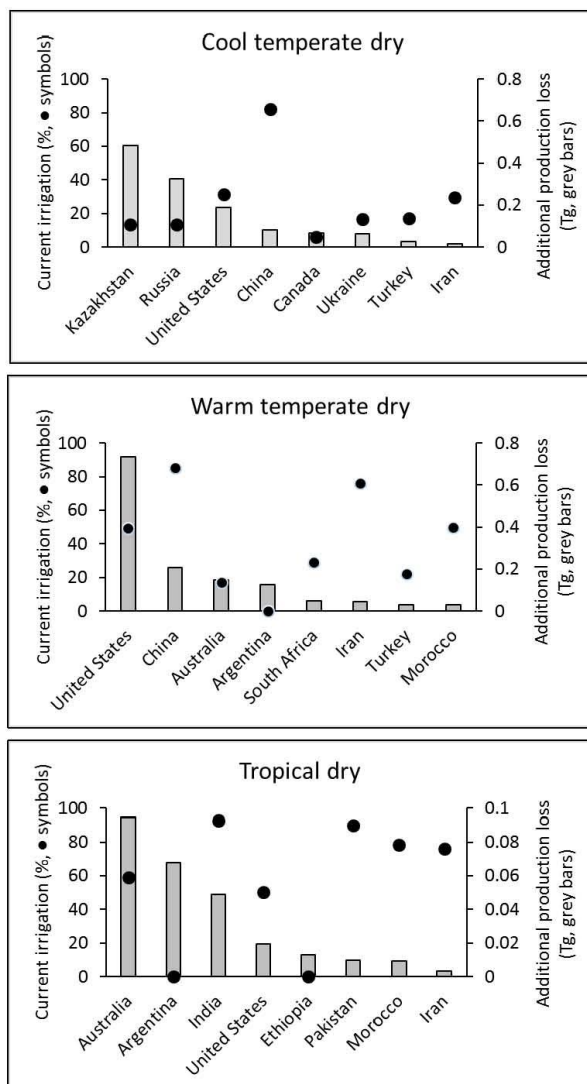 Cool temperate dry
Current irrigation (%, ● symbols)
100
80
60
40
20
0
0.8
0.6
0.4
0.2
0
Additional production loss
(Tg, grey bars)
Kazakhstan
Russia
United States
China
Canada
Ukraine
Turkey
Iran
Warm temperate dry
Current irrigation (%, ● symbols)
100
80
60
40
20
0
0.8
0.6
0.4
0.2
0
Additional production loss
(Tg, grey bars)
United States
China
Australia
Argentina
South Africa
Iran
Turkey
Morocco
Tropical dry
Current irrigation (%, ● symbols)
100
80
60
40
20
0
0.1
0.08
0.06
0.04
0.02
0
Additional production loss
(Tg, grey bars)
Australia
Argentina
India
United States
Ethiopia
Pakistan
Morocco
Iran